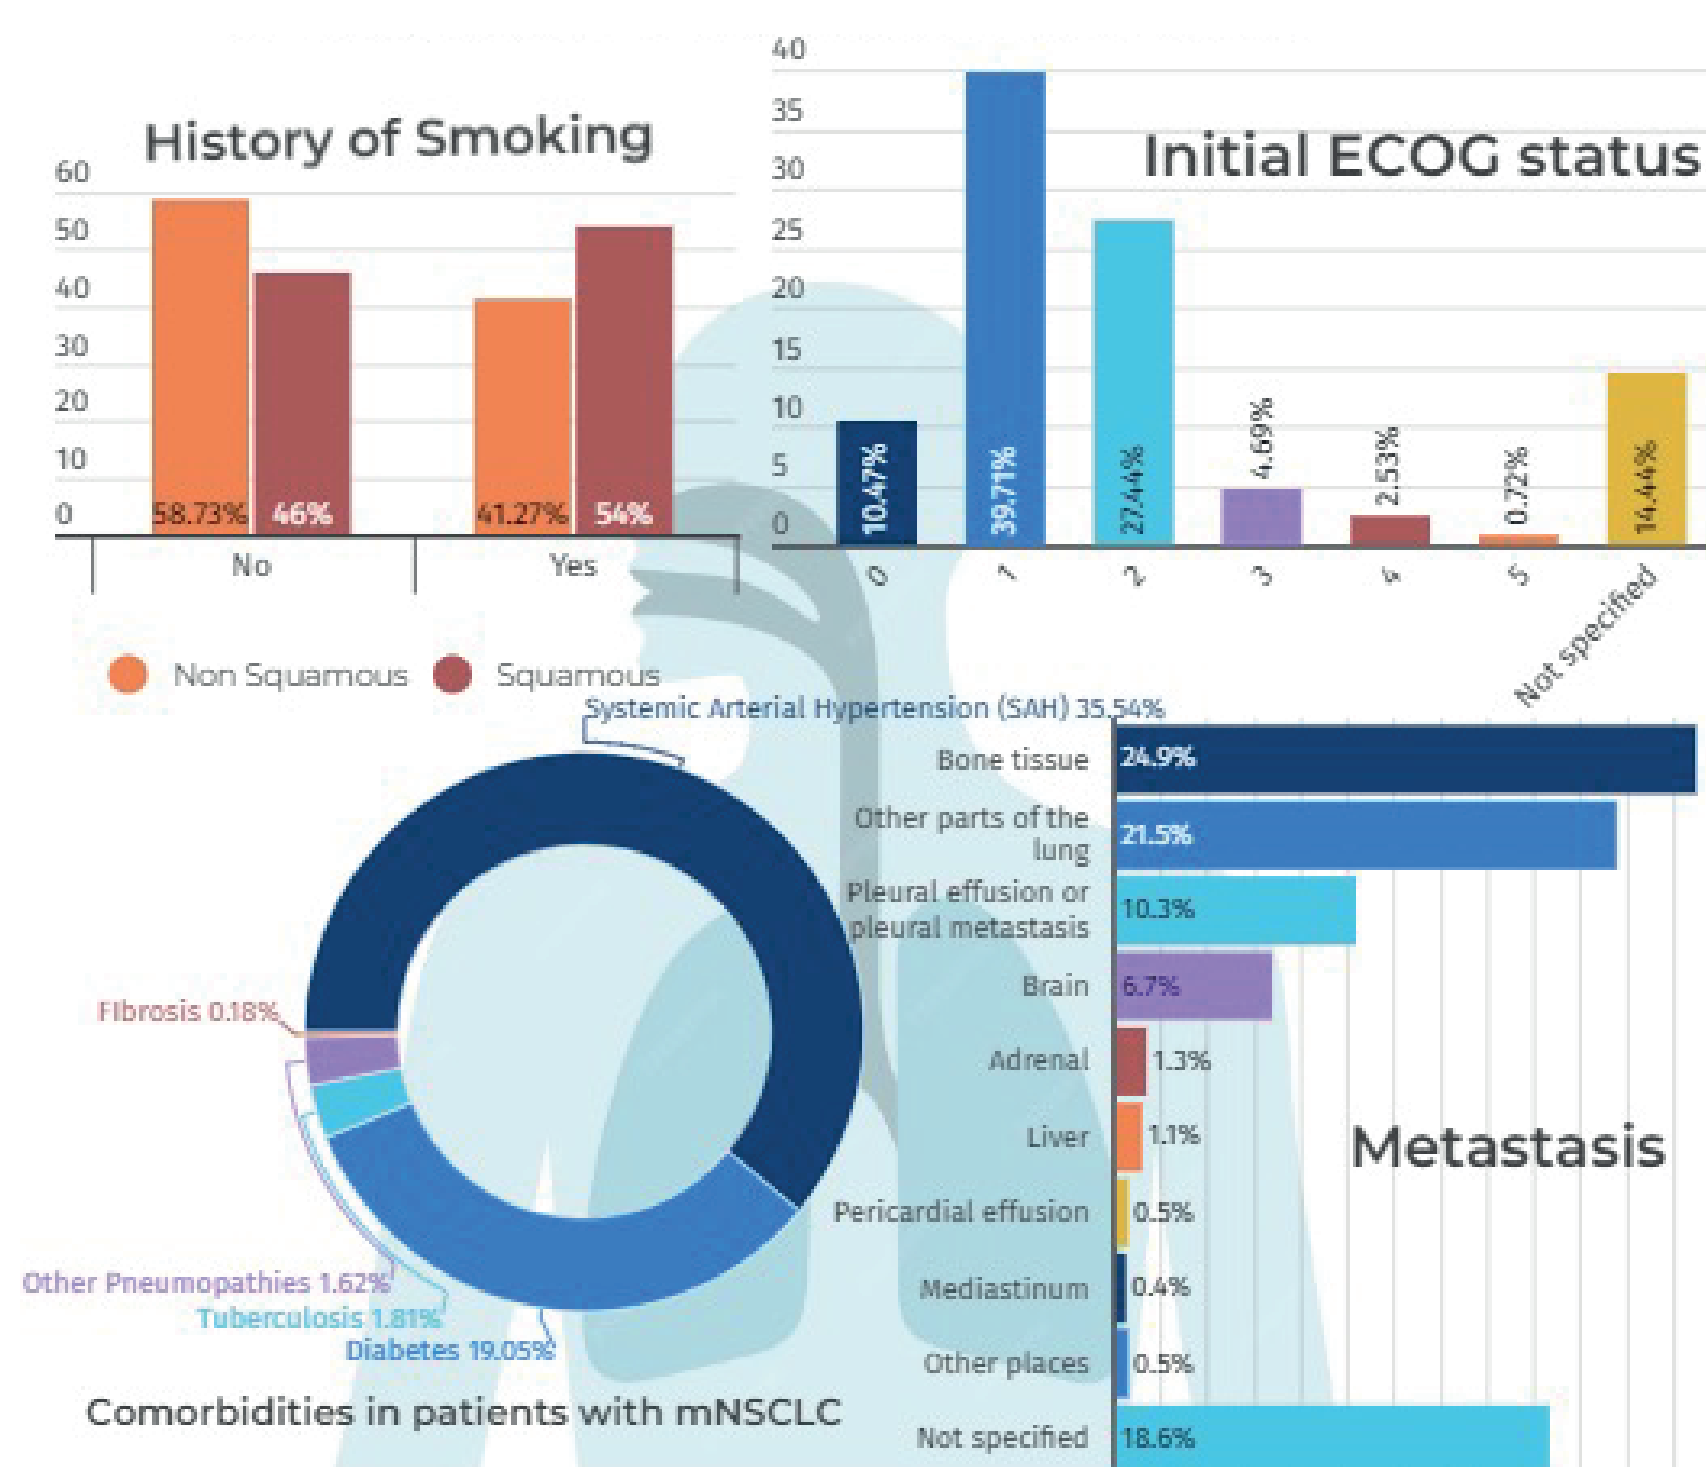 History of Smoking
60
50
40
30
20
10
0
58.73%
46%
41.27%
54%
No
Yes
Non Squamous
Squamous
Initial ECOG status
40
35
30
25
20
15
10
5
0
10.47%
39.71%
27.44%
4.69%
2.53%
0.72%
14.44%
0
1
2
3
4
5
Not specified
Systemic Arterial Hypertension (SAH) 35.54%
FIbrosis 0.18%
Other Pneumopathies 1.62%
Tuberculosis 1.81%
Diabetes 19.05%
Comorbidities in patients with mNSCLC
Metastasis
Bone tissue
24.9%
Other parts of the
lung
21.5%
Pleural effusion or
pleural metastasis
10.3%
Brain
6.7%
Adrenal
1.3%
Liver
1.1%
Pericardial effusion
0.5%
Mediastinum
0.4%
Other places
0.5%
Not specified
18.6%